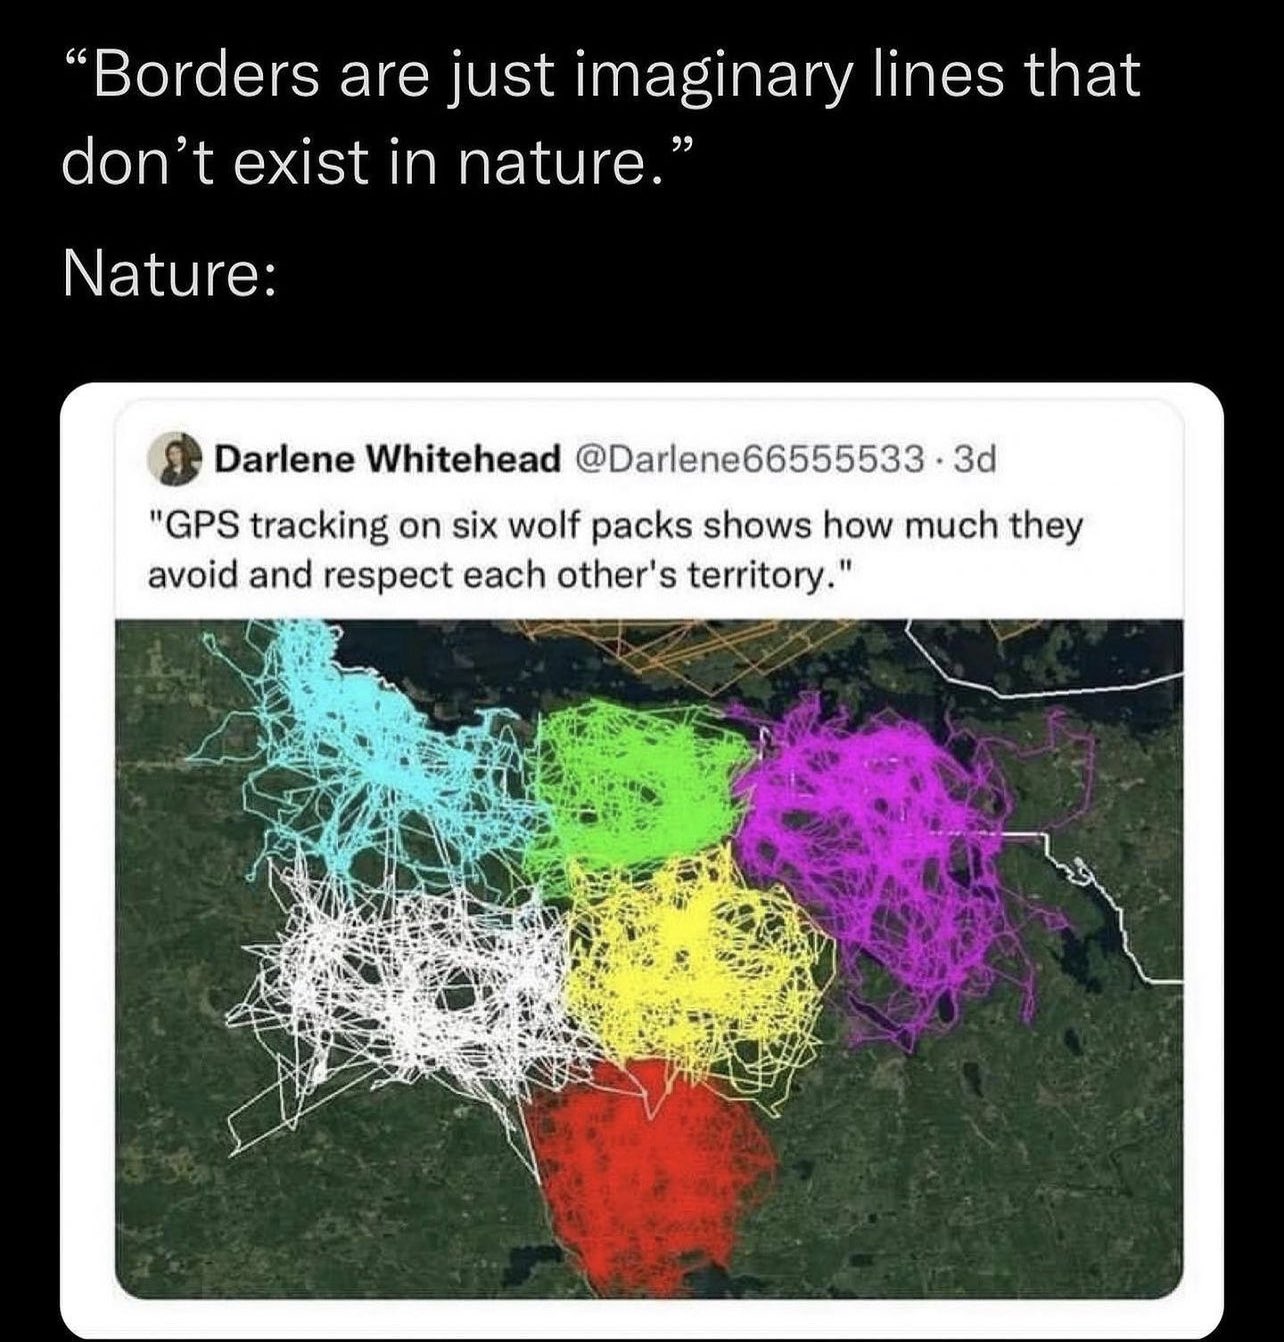 “Borders are just imaginary lines that
don’t exist in nature.”
Nature:
Darlene Whitehead @Darlene66555533 · 3d
"GPS tracking on six wolf packs shows how much they
avoid and respect each other's territory."